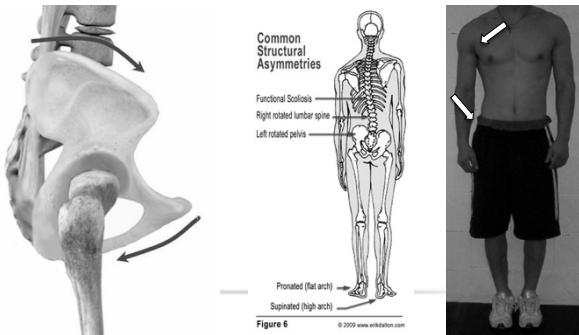 Common
Structural
Asymmetries
Functional Scoliosis
Right rotated lumbar spine
Left rotated pelvis
Pronated (flat arch)
Supinated (high arch)
Figure 6
© 2009 www.erikdalton.com